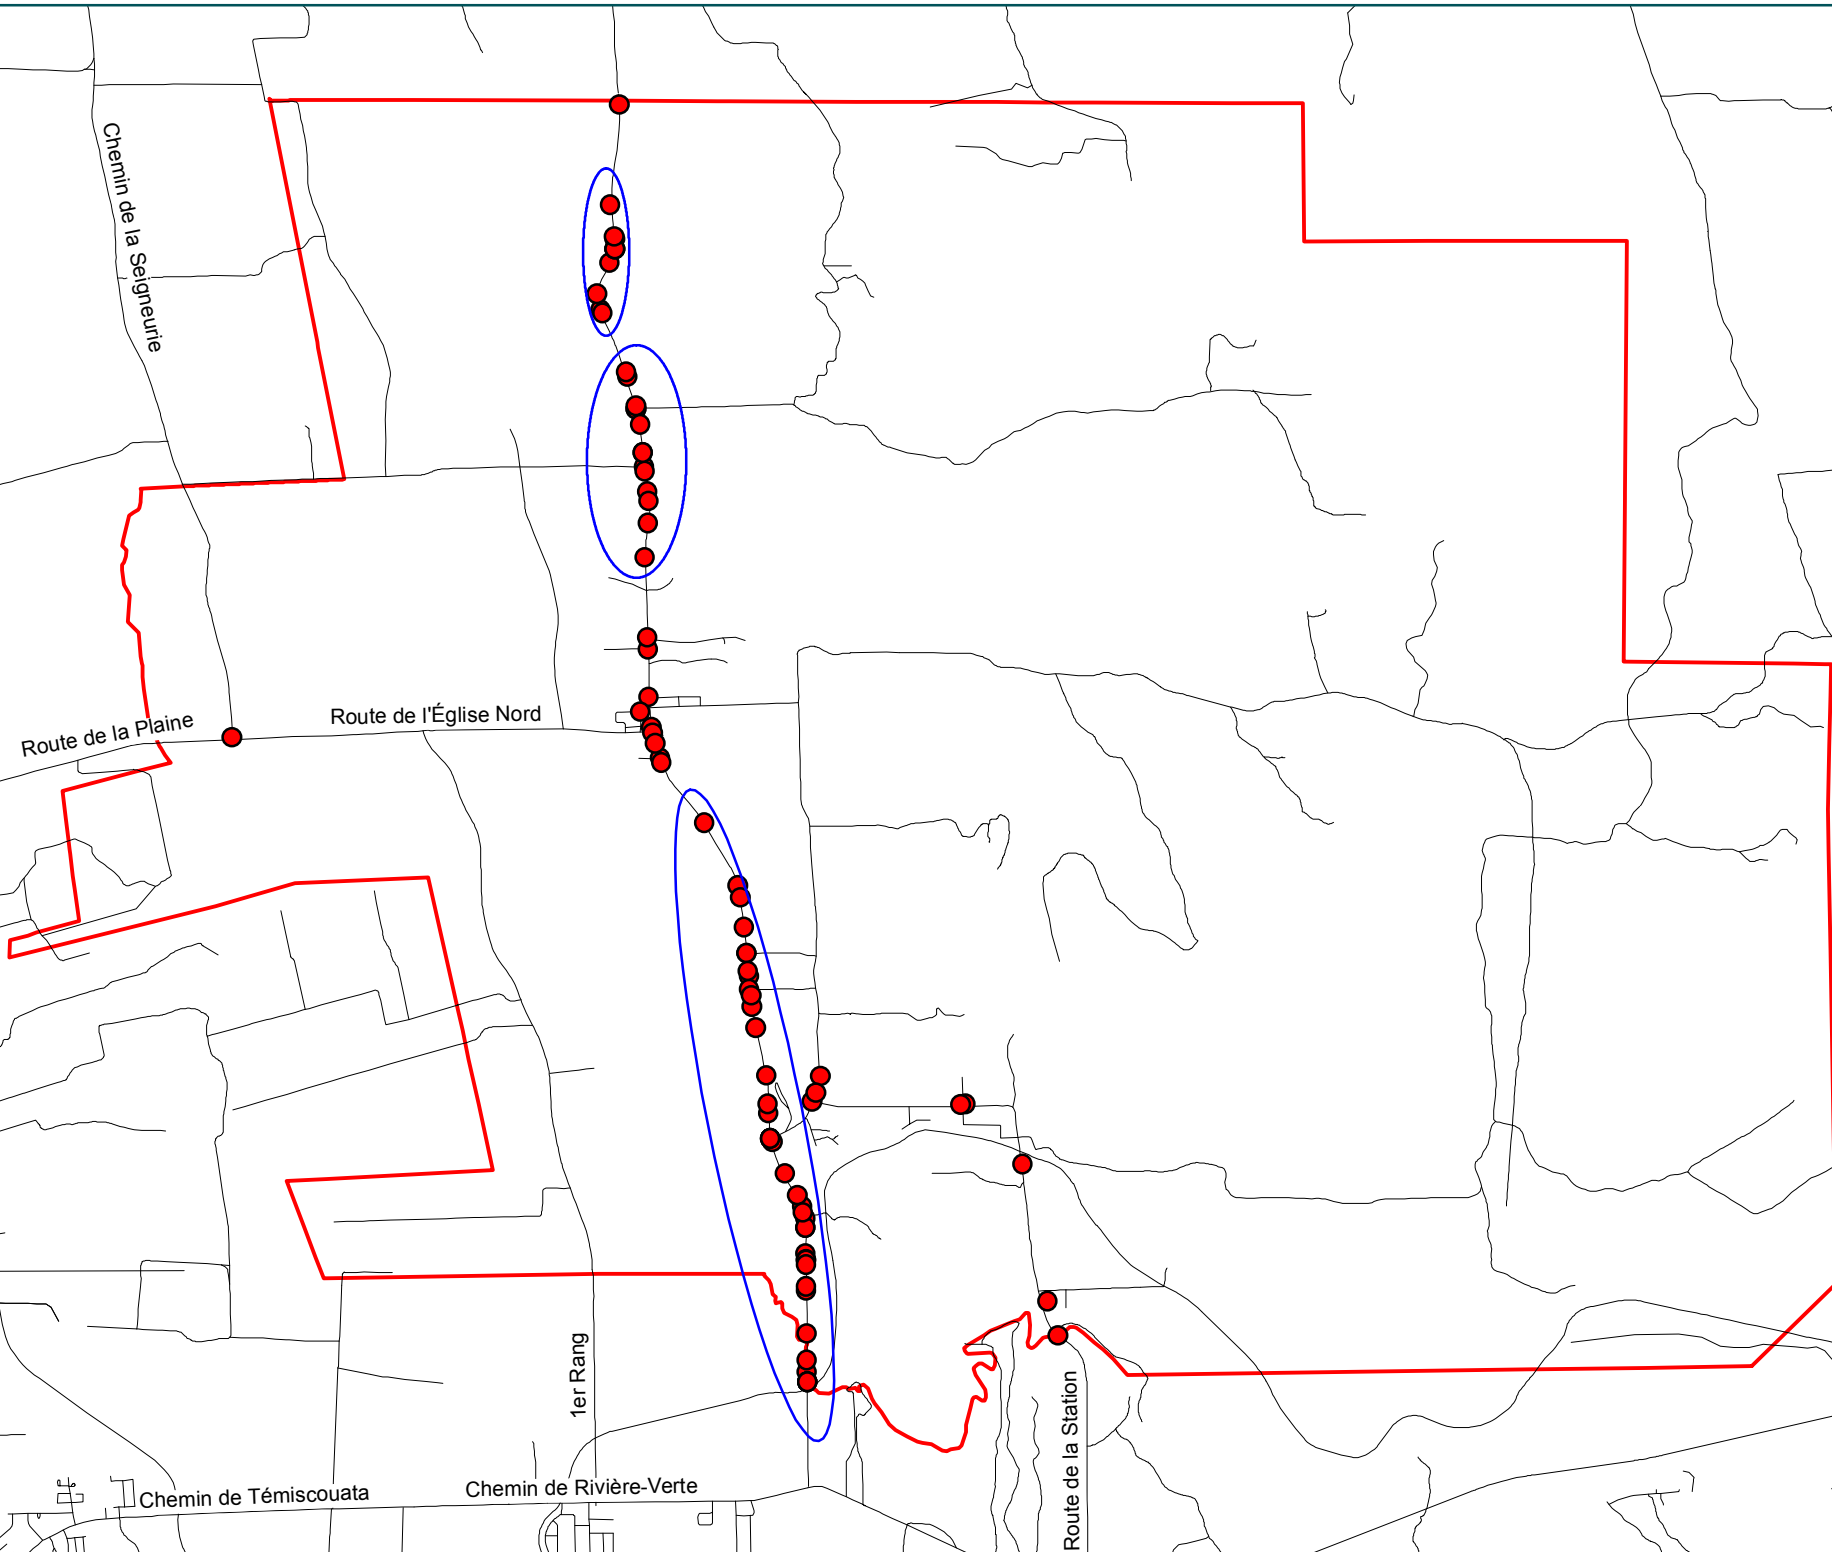 Chemin de la Seigneurie
Route de la Plaine
Route de l'Église Nord
1er Rang
Route de la Station
Chemin de Témiscouata
Chemin de Rivière-Verte